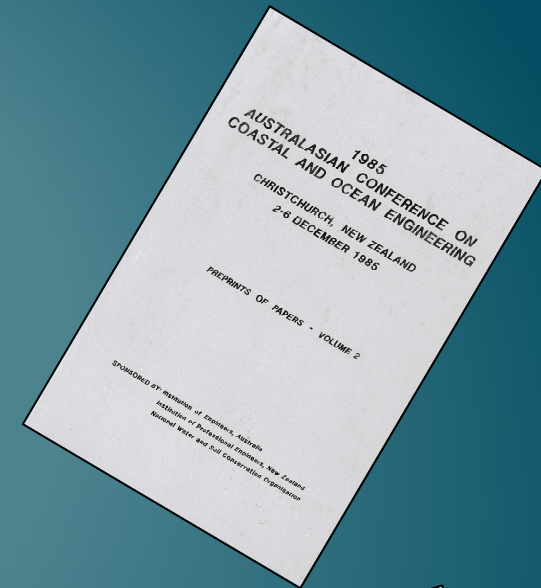 1985
AUSTRALASIAN CONFERENCE ON
COASTAL AND OCEAN ENGINEERING
CHRISTCHURCH, NEW ZEALAND
2-6 DECEMBER 1985
PREPRINTS OF PAPERS - VOLUME 2
SPONSORED BY: Institution of Engineers, Australia
Institution of Professional Engineers, New Zealand
National Water and Soil Conservation Organisation